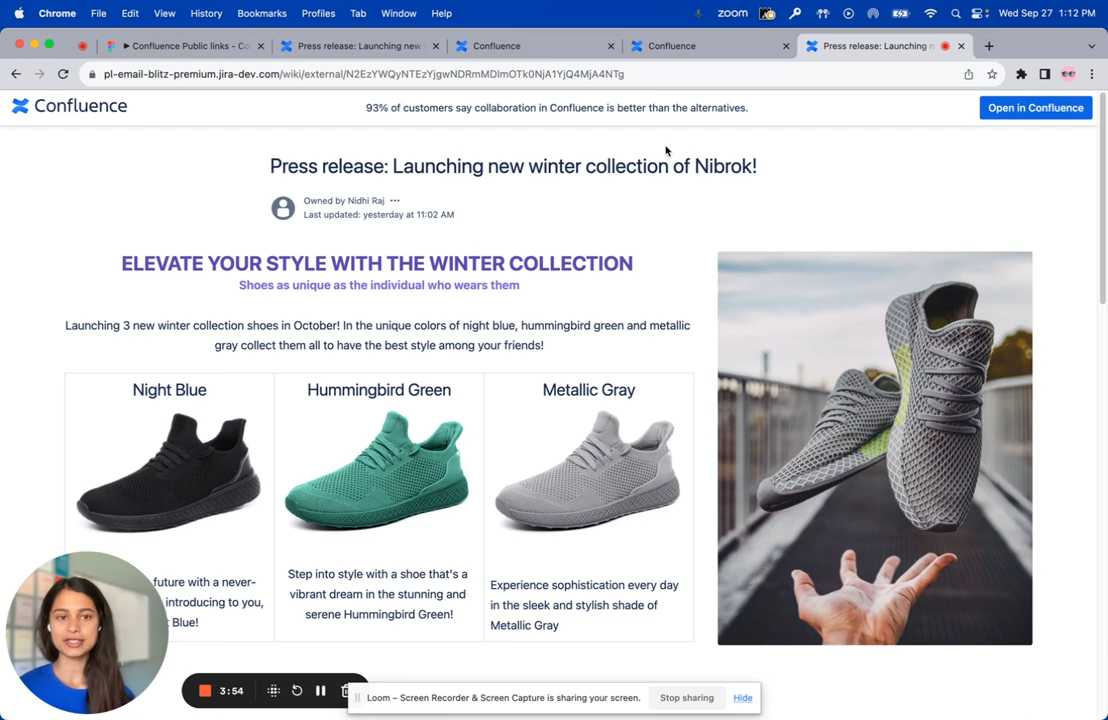 Chrome File Edit View History Bookmarks Profiles Tab Window Help zoom Wed Sep 27 1:12 PM
Confluence Public links - Co Press release: Launching new Confluence Confluence Press release: Launching n
pl-email-blitz-premium.jira-dev.com/wiki/external/N2EzYWQyNTEzYjgwNDRmMDlmOTk0NjA1YjQ4MjA4NTg
Confluence 93% of customers say collaboration in Confluence is better than the alternatives. Open in Confluence
Press release: Launching new winter collection of Nibrok!
Owned by Nidhi Raj •••
Last updated: yesterday at 11:02 AM
ELEVATE YOUR STYLE WITH THE WINTER COLLECTION
Shoes as unique as the individual who wears them
Launching 3 new winter collection shoes in October! In the unique colors of night blue, hummingbird green and metallic
gray collect them all to have the best style among your friends!
Night Blue
Hummingbird Green
Metallic Gray
future with a never-
introducing to you,
Blue!
Step into style with a shoe that's a
vibrant dream in the stunning and
serene Hummingbird Green!
Experience sophistication every day
in the sleek and stylish shade of
Metallic Gray
3:54
Loom – Screen Recorder & Screen Capture is sharing your screen. Stop sharing Hide